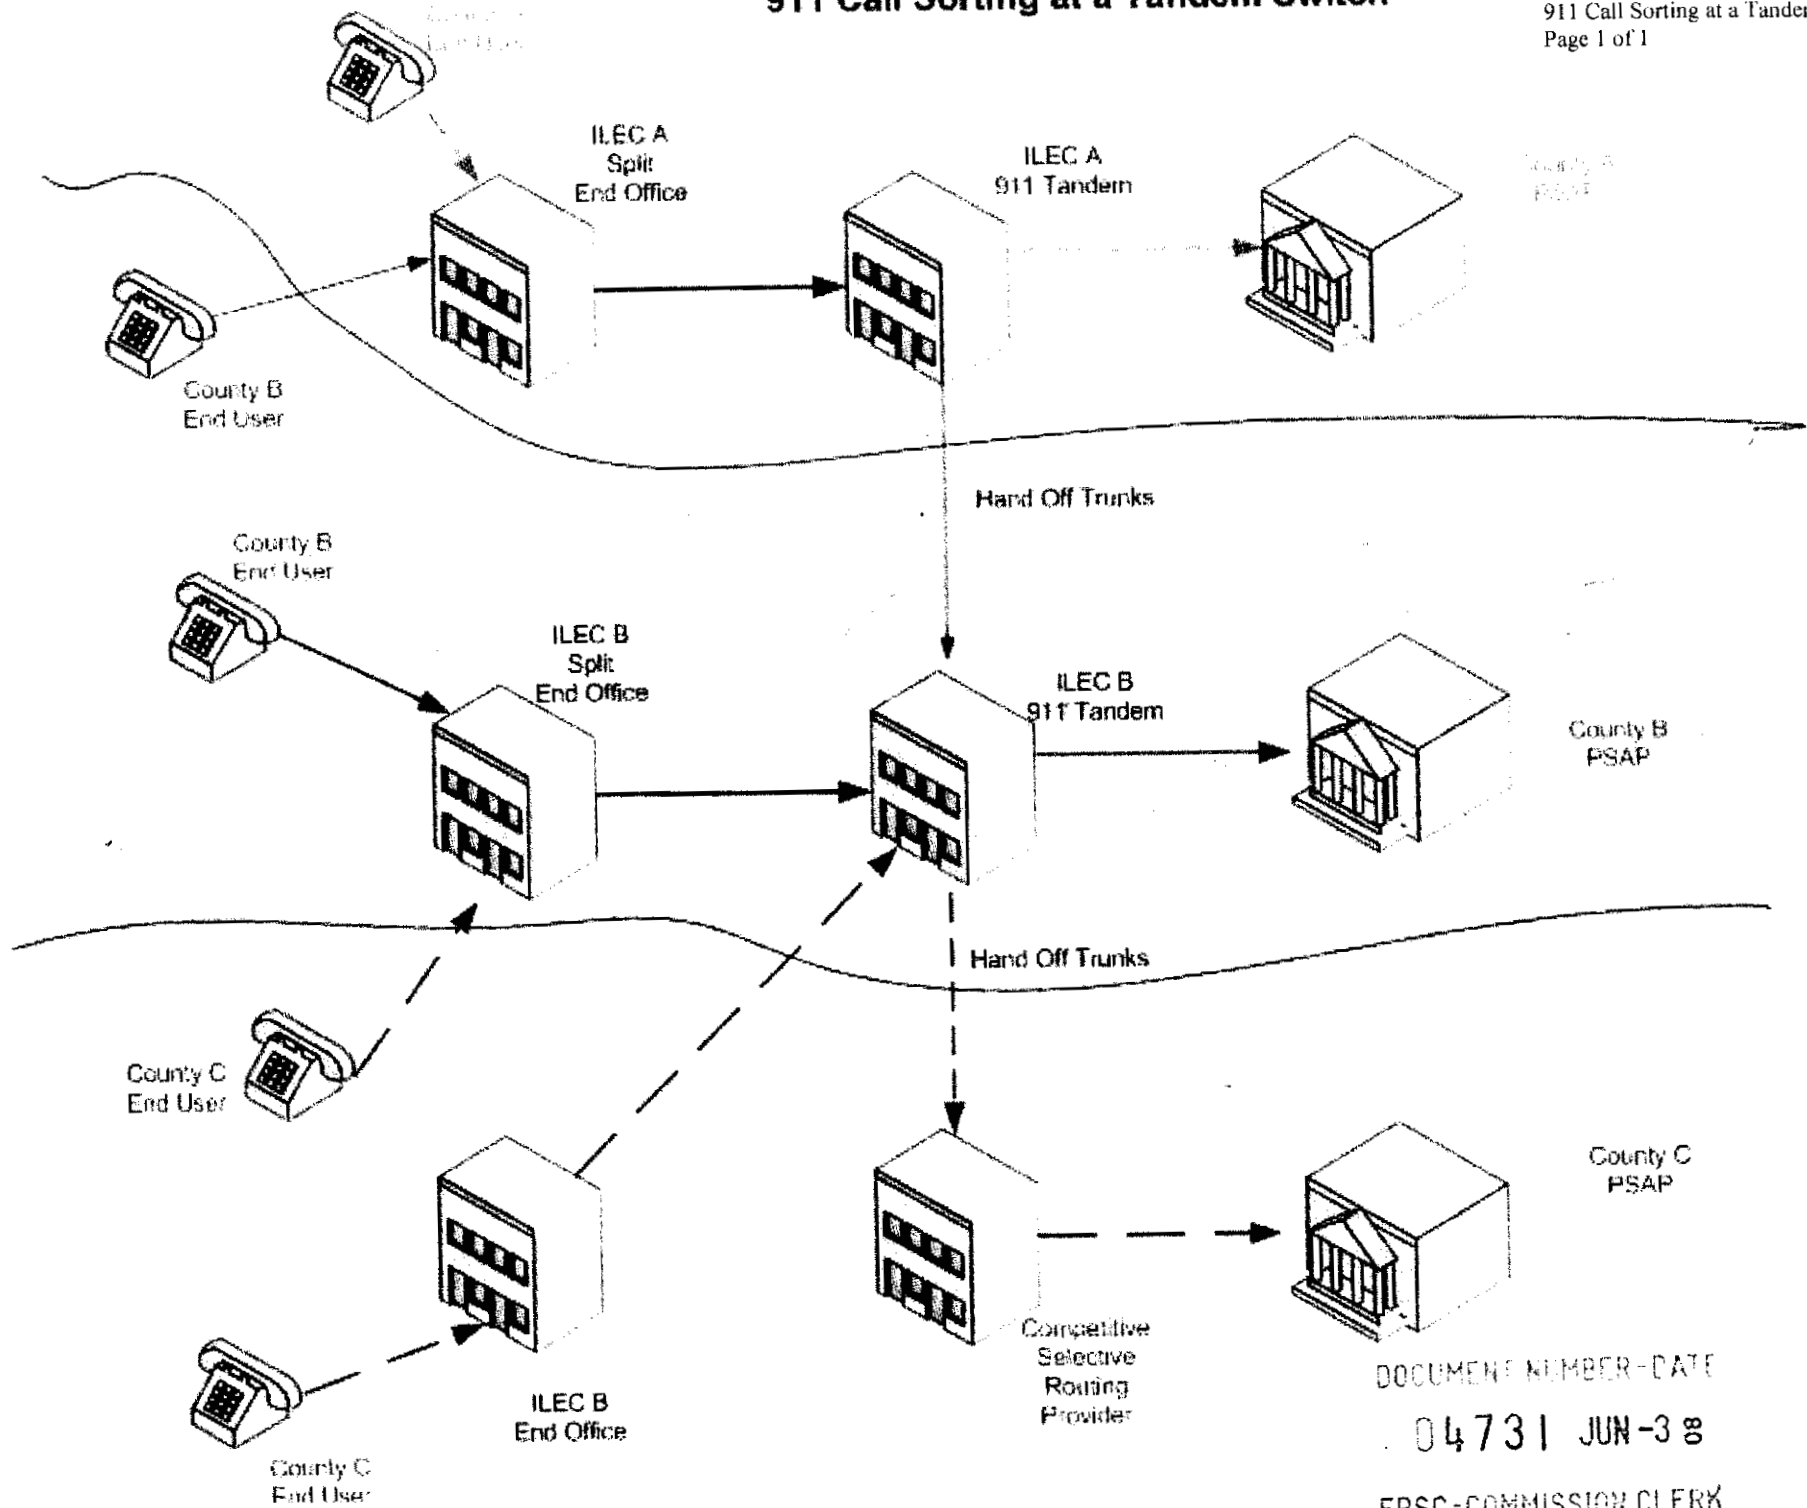 911 Call Sorting at a Tandem Switch
911 Call Sorting at a Tander
Page 1 of 1
ILEC A
Split
End Office
ILEC A
911 Tandem
County A
PSAP
County B
End User
Hand Off Trunks
County B
End User
ILEC B
Split
End Office
ILEC B
911 Tandem
County B
PSAP
Hand Off Trunks
County C
End User
County C
PSAP
Competitive
Selective
Routing
Provider
ILEC B
End Office
County C
End User
DOCUMENT NUMBER-DATE
04731 JUN-3 8
FPSC-COMMISSION CLERK